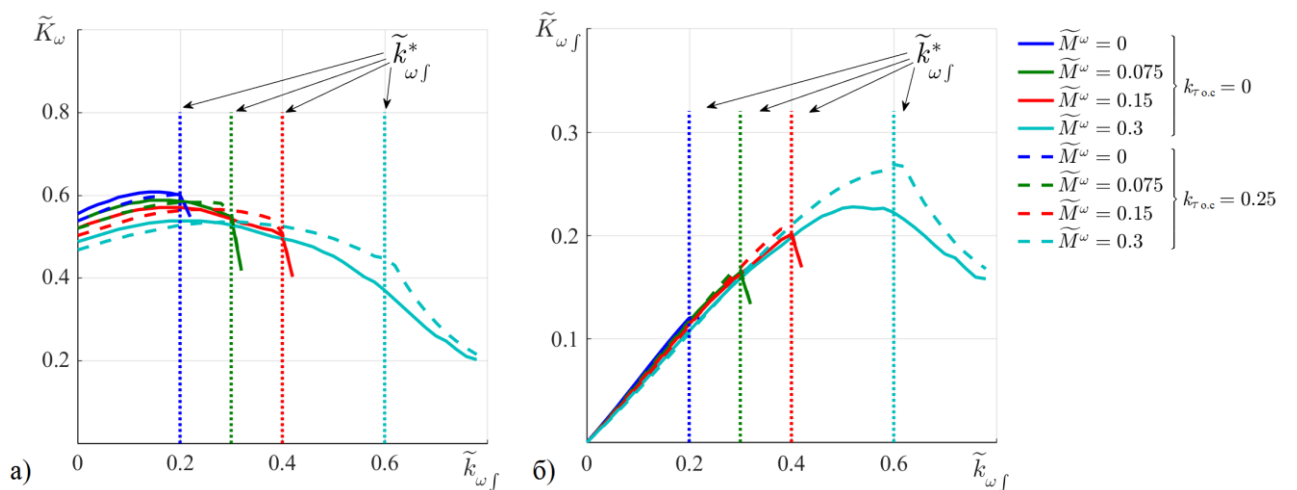 K̃_ω
k̃*_ω∫
0.8
0.6
0.4
0.2
0
0.2
0.4
0.6
k̃_ω∫
а)
K̃_ω∫
k̃*_ω∫
0.3
0.2
0.1
0
0.2
0.4
0.6
k̃_ω∫
б)
M̃^ω = 0
M̃^ω = 0.075
M̃^ω = 0.15
M̃^ω = 0.3
k_τ о.с = 0
M̃^ω = 0
M̃^ω = 0.075
M̃^ω = 0.15
M̃^ω = 0.3
k_τ о.с = 0.25